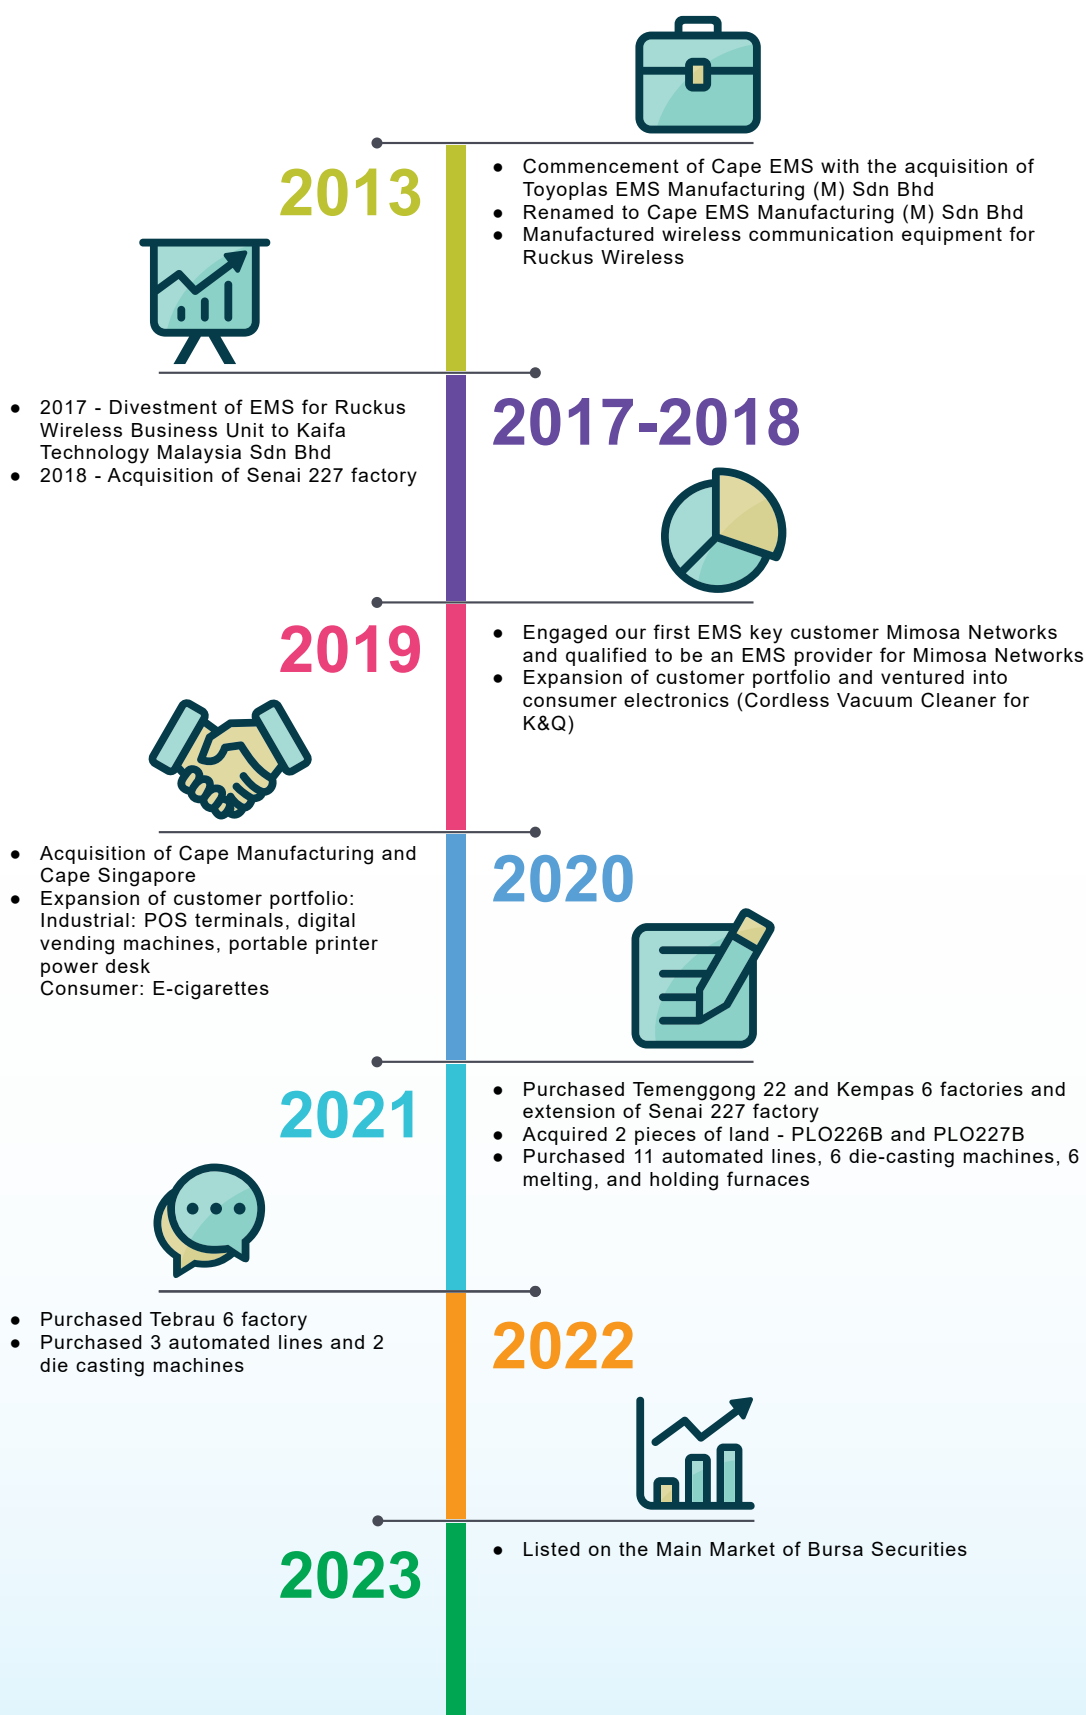 2013
● Commencement of Cape EMS with the acquisition of
Toyoplas EMS Manufacturing (M) Sdn Bhd
● Renamed to Cape EMS Manufacturing (M) Sdn Bhd
● Manufactured wireless communication equipment for
Ruckus Wireless
2017-2018
● 2017 - Divestment of EMS for Ruckus
Wireless Business Unit to Kaifa
Technology Malaysia Sdn Bhd
● 2018 - Acquisition of Senai 227 factory
2019
● Engaged our first EMS key customer Mimosa Networks
and qualified to be an EMS provider for Mimosa Networks
● Expansion of customer portfolio and ventured into
consumer electronics (Cordless Vacuum Cleaner for
K&Q)
2020
● Acquisition of Cape Manufacturing and
Cape Singapore
● Expansion of customer portfolio:
Industrial: POS terminals, digital
vending machines, portable printer
power desk
Consumer: E-cigarettes
2021
● Purchased Temenggong 22 and Kempas 6 factories and
extension of Senai 227 factory
● Acquired 2 pieces of land - PLO226B and PLO227B
● Purchased 11 automated lines, 6 die-casting machines, 6
melting, and holding furnaces
2022
● Purchased Tebrau 6 factory
● Purchased 3 automated lines and 2
die casting machines
2023
● Listed on the Main Market of Bursa Securities